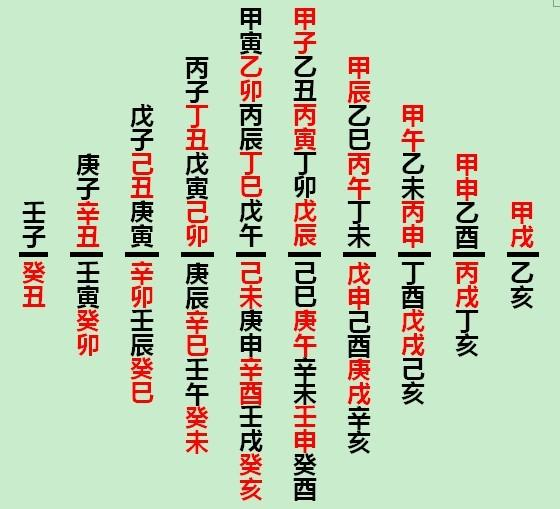 甲戌乙亥
甲申乙酉丙戌丁亥
甲午乙未丙申丁酉戊戌己亥
甲辰乙巳丙午丁未戊申己酉庚戌辛亥
甲子乙丑丙寅丁卯戊辰己巳庚午辛未壬申癸酉
甲寅乙卯丙辰丁巳戊午己未庚申辛酉壬戌癸亥
丙子丁丑戊寅己卯庚辰辛巳壬午癸未
戊子己丑庚寅辛卯壬辰癸巳
庚子辛丑壬寅癸卯
壬子癸丑